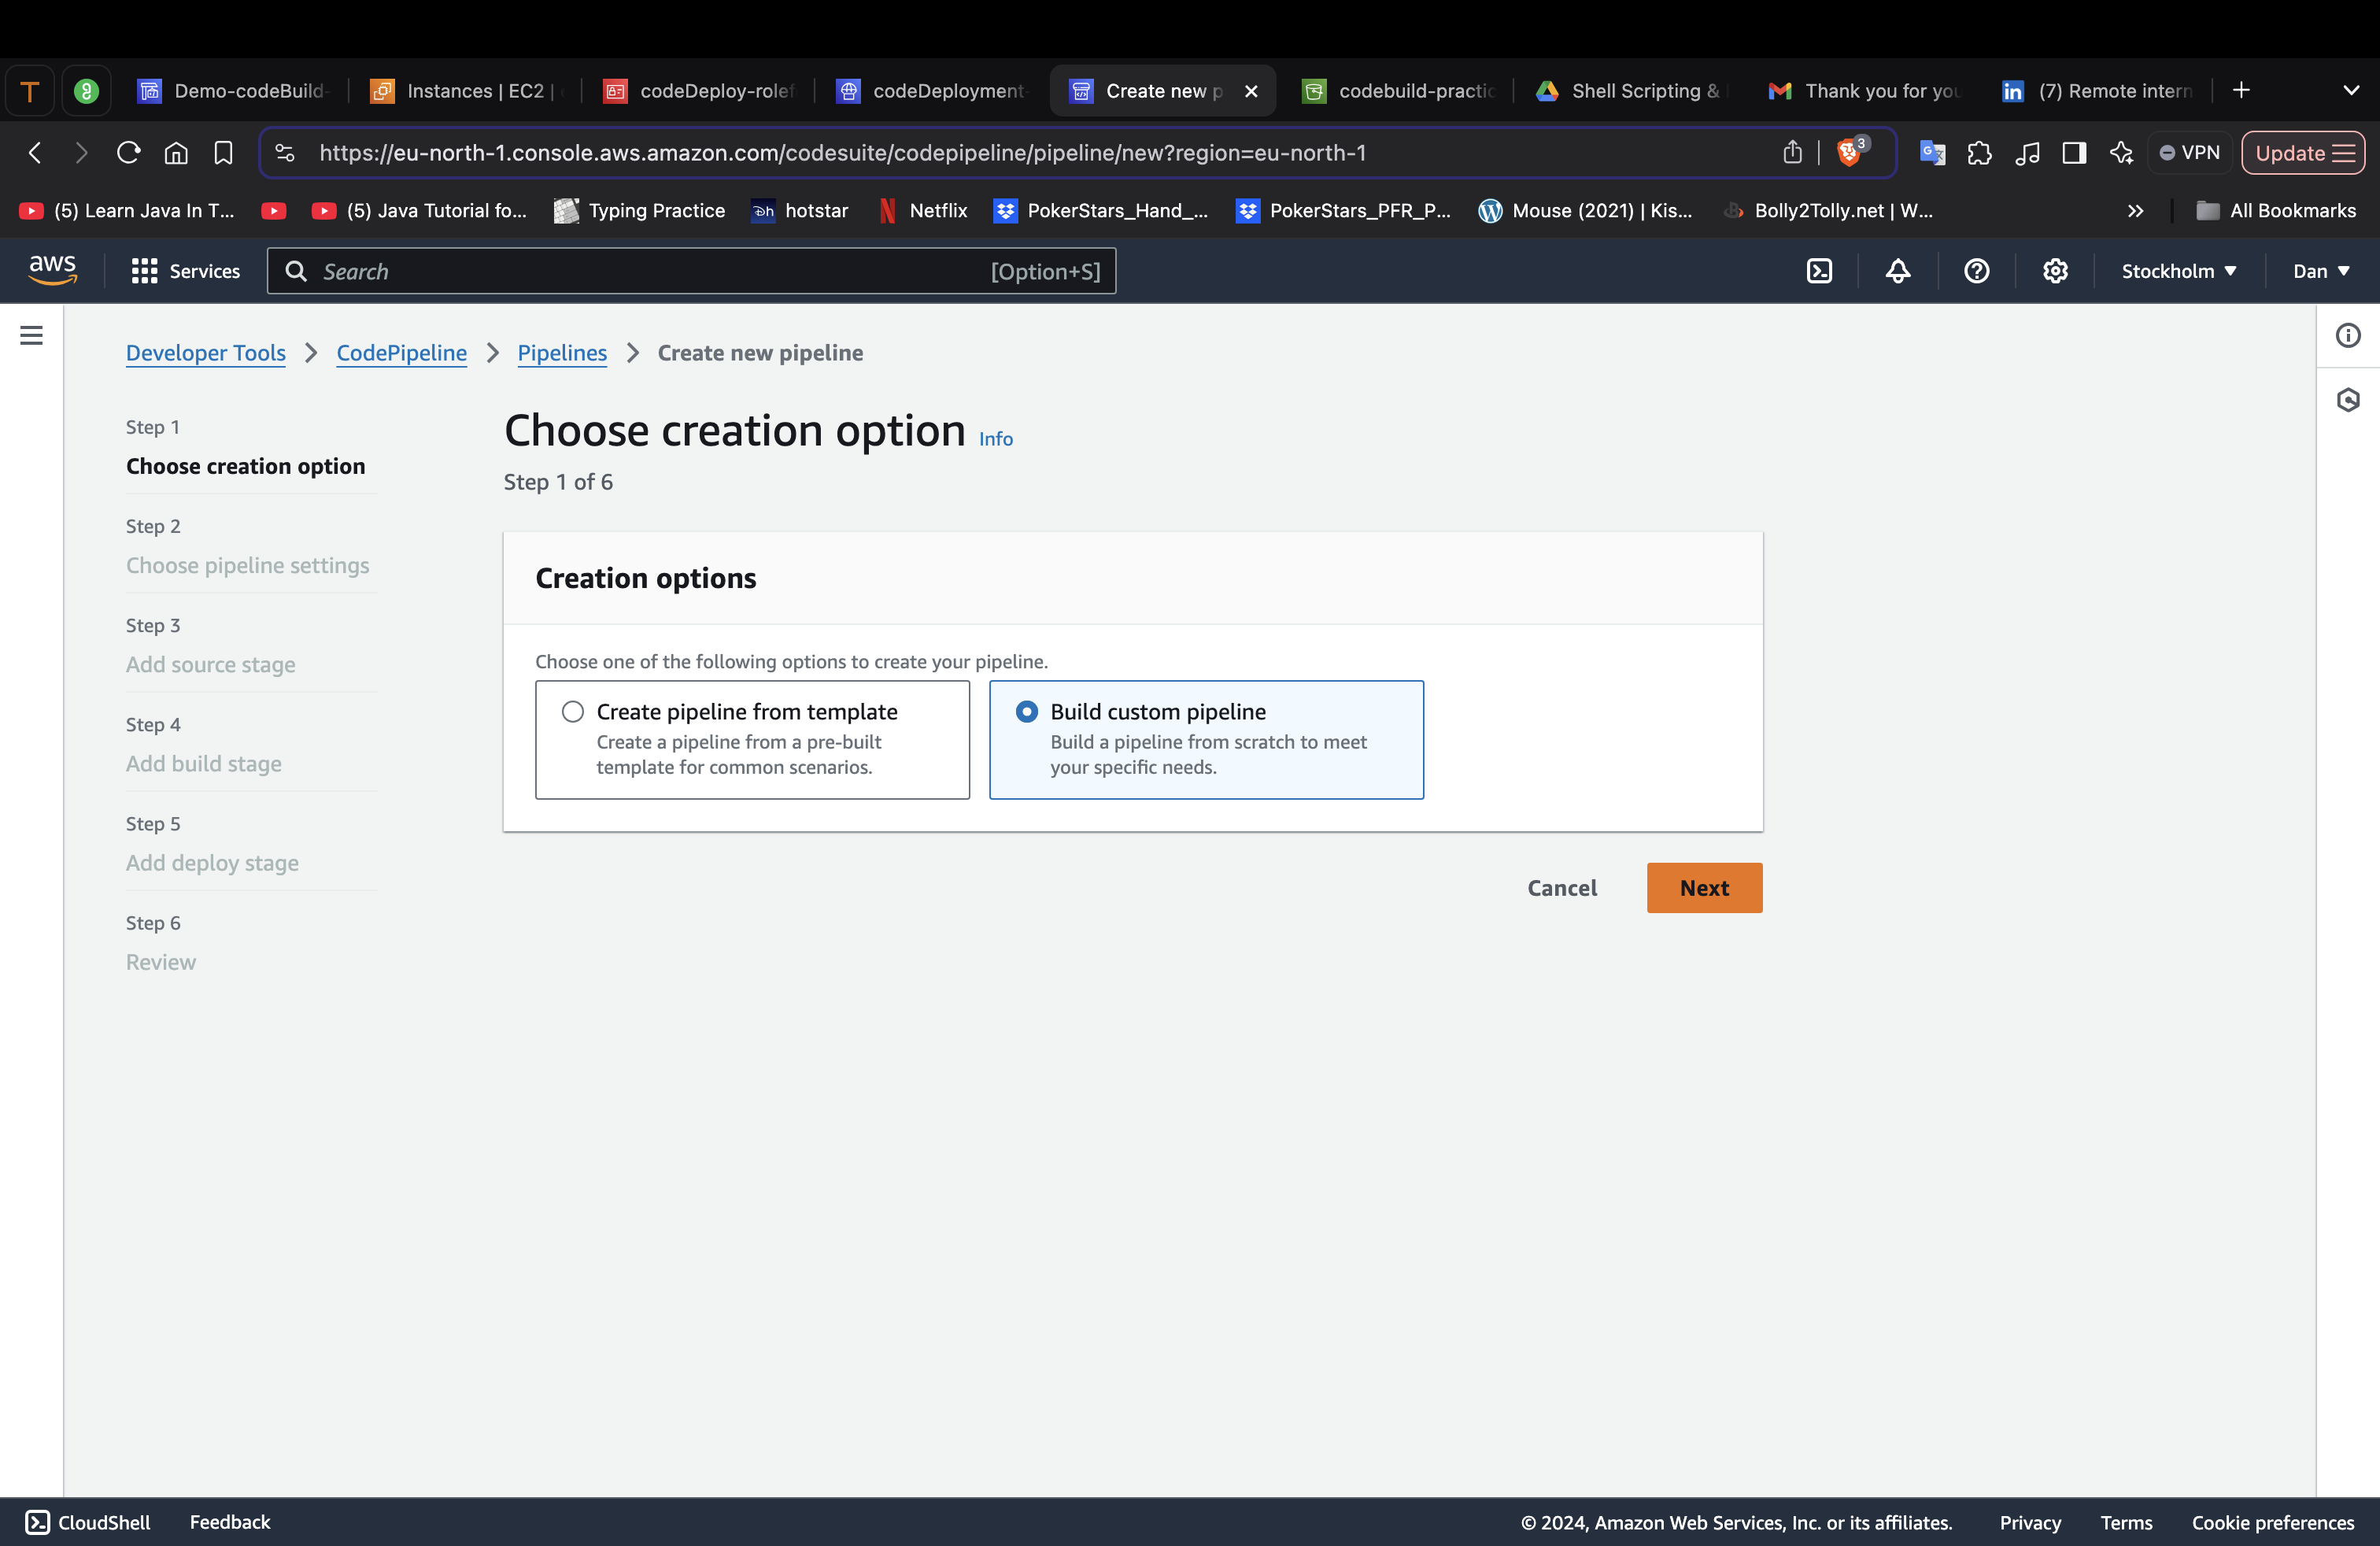 T
Demo-codeBuild-
Instances | EC2 |
codeDeploy-rolef
codeDeployment-
Create new p
codebuild-practic
Shell Scripting &
Thank you for you
in
(7) Remote intern
https://eu-north-1.console.aws.amazon.com/codesuite/codepipeline/pipeline/new?region=eu-north-1
3
VPN
Update
(5) Learn Java In T...
(5) Java Tutorial fo...
Typing Practice
hotstar
Netflix
PokerStars_Hand_...
PokerStars_PFR_P...
Mouse (2021) | Kis...
Bolly2Tolly.net | W...
All Bookmarks
aws
Services
Search
[Option+S]
Stockholm
Dan
Developer Tools
CodePipeline
Pipelines
Create new pipeline
Step 1
Choose creation option
Step 2
Choose pipeline settings
Step 3
Add source stage
Step 4
Add build stage
Step 5
Add deploy stage
Step 6
Review
Choose creation option Info
Step 1 of 6
Creation options
Choose one of the following options to create your pipeline.
Create pipeline from template
Create a pipeline from a pre-built
template for common scenarios.
Build custom pipeline
Build a pipeline from scratch to meet
your specific needs.
Cancel
Next
CloudShell
Feedback
© 2024, Amazon Web Services, Inc. or its affiliates.
Privacy
Terms
Cookie preferences